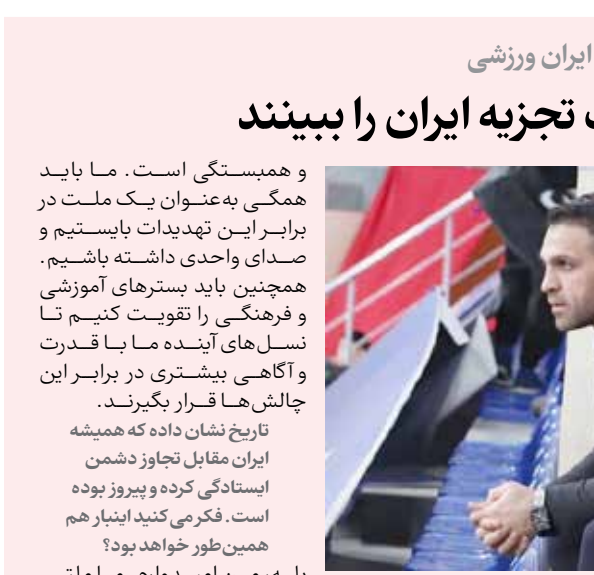 ایران ورزشی
تجزیه ایران را ببینند
و همبستگی است. ما باید
همگی به‌عنوان یک ملت در
برابر این تهدیدات بایستیم و
صدای واحدی داشته باشیم.
همچنین باید بسترهای آموزشی
و فرهنگی را تقویت کنیم تا
نسل‌های آینده ما با قدرت
و آگاهی بیشتری در برابر این
چالش‌ها قرار بگیرند.
تاریخ نشان داده که همیشه
ایران مقابل تجاوز دشمن
ایستادگی کرده و پیروز بوده
است. فکر می کنید اینبار هم
همین‌طور خواهد بود؟